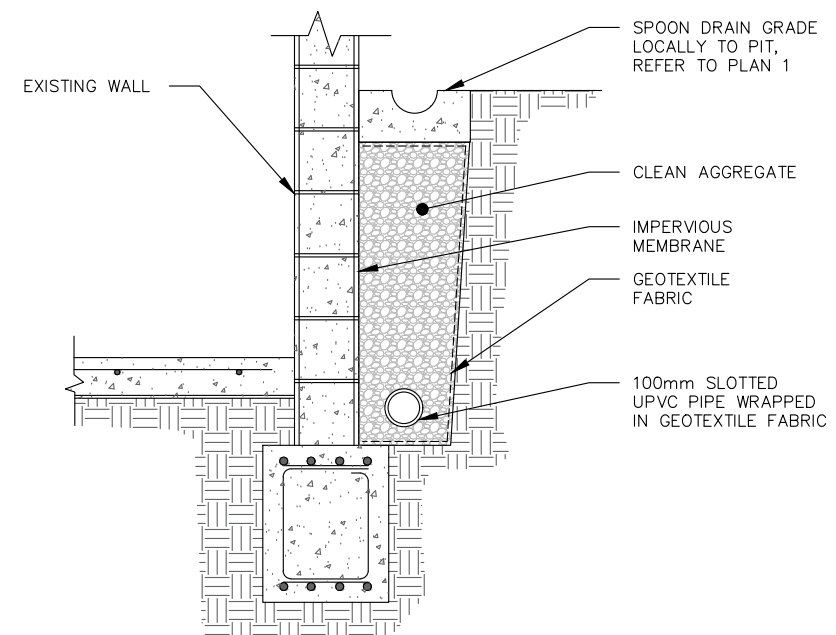 SPOON DRAIN GRADE
LOCALLY TO PIT,
REFER TO PLAN 1
EXISTING WALL
CLEAN AGGREGATE
IMPERVIOUS
MEMBRANE
GEOTEXTILE
FABRIC
100mm SLOTTED
UPVC PIPE WRAPPED
IN GEOTEXTILE FABRIC